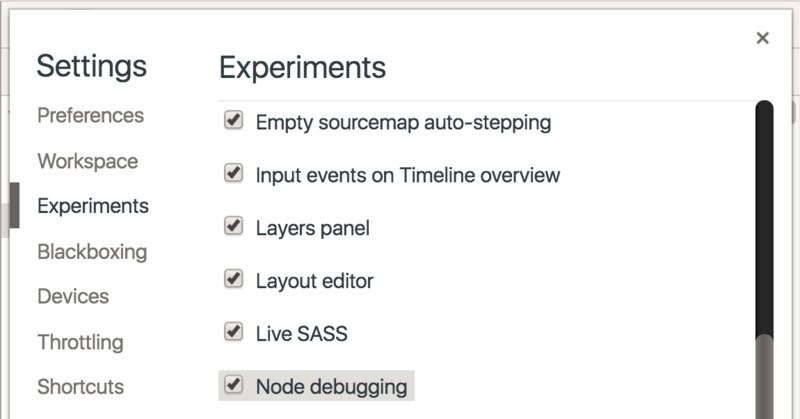 Settings
Preferences
Workspace
Experiments
Blackboxing
Devices
Throttling
Shortcuts
Experiments
Empty sourcemap auto-stepping
Input events on Timeline overview
Layers panel
Layout editor
Live SASS
Node debugging